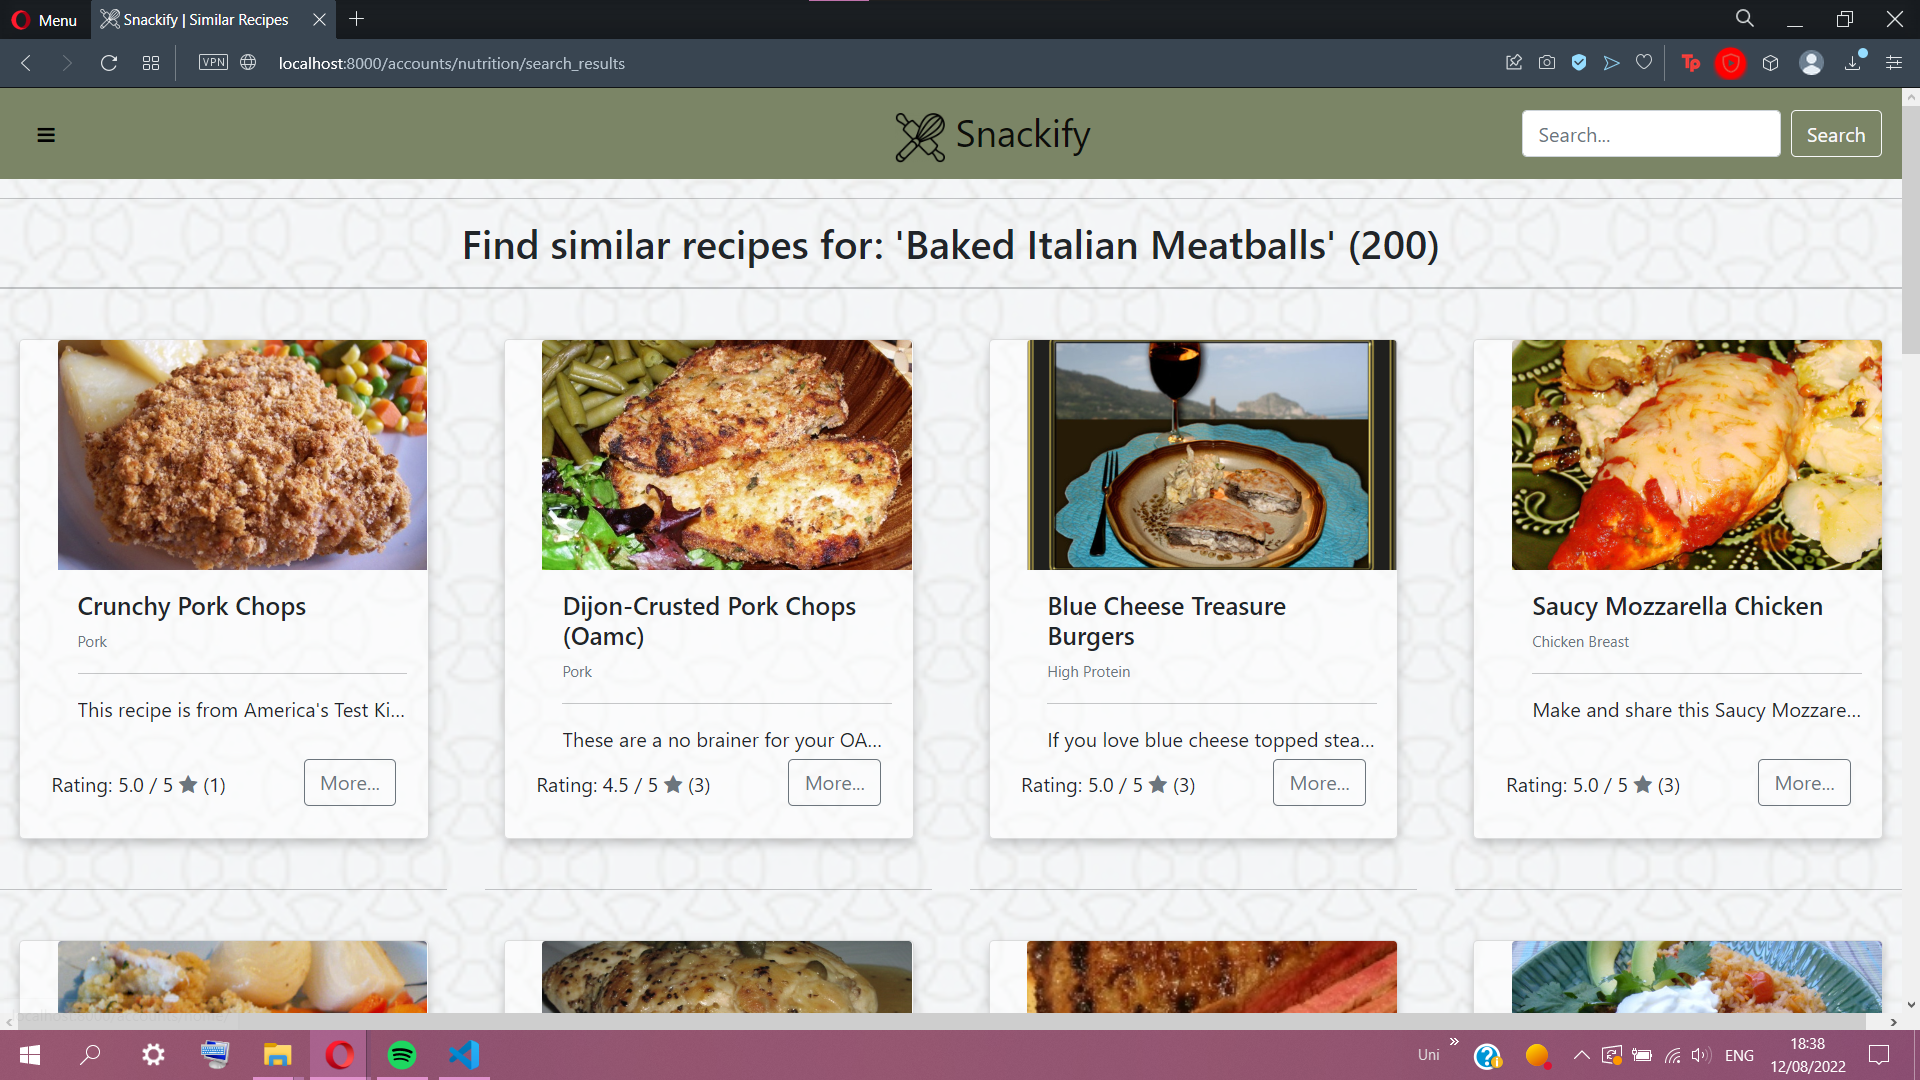 Menu
Snackify | Similar Recipes
VPN
localhost:8000/accounts/nutrition/search_results
Tp
Snackify
Search...
Search
Find similar recipes for: 'Baked Italian Meatballs' (200)
Crunchy Pork Chops
Pork
This recipe is from America's Test Ki...
Rating: 5.0 / 5 ★ (1)
More...
Dijon-Crusted Pork Chops
(Oamc)
Pork
These are a no brainer for your OA...
Rating: 4.5 / 5 ★ (3)
More...
Blue Cheese Treasure
Burgers
High Protein
If you love blue cheese topped stea...
Rating: 5.0 / 5 ★ (3)
More...
Saucy Mozzarella Chicken
Chicken Breast
Make and share this Saucy Mozzare...
Rating: 5.0 / 5 ★ (3)
More...
Uni
ENG
18:38
12/08/2022